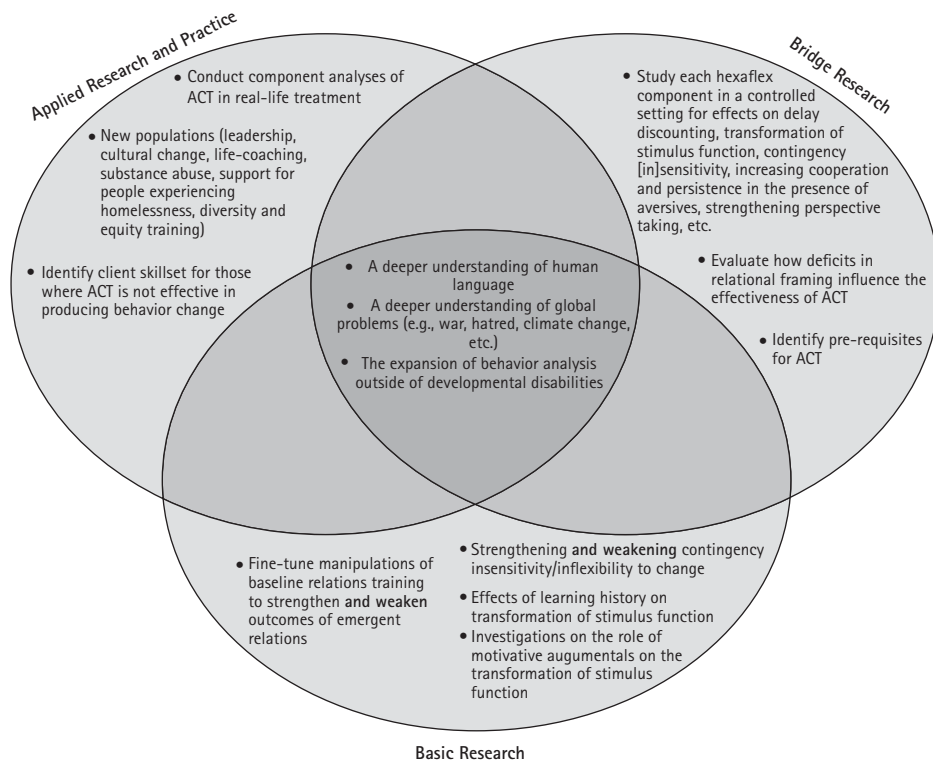 Applied Research and Practice
• Conduct component analyses of
ACT in real-life treatment
• New populations (leadership,
cultural change, life-coaching,
substance abuse, support for
people experiencing
homelessness, diversity and
equity training)
• Identify client skillset for those
where ACT is not effective in
producing behavior change
Bridge Research
• Study each hexaflex
component in a controlled
setting for effects on delay
discounting, transformation of
stimulus function, contingency
[in]sensitivity, increasing cooperation
and persistence in the presence of
aversives, strengthening perspective
taking, etc.
• Evaluate how deficits in
relational framing influence the
effectiveness of ACT
• Identify pre-requisites
for ACT
• A deeper understanding of human
language
• A deeper understanding of global
problems (e.g., war, hatred, climate change,
etc.)
• The expansion of behavior analysis
outside of developmental disabilities
• Fine-tune manipulations of
baseline relations training
to strengthen and weaken
outcomes of emergent
relations
• Strengthening and weakening contingency
insensitivity/inflexibility to change
• Effects of learning history on
transformation of stimulus function
• Investigations on the role of
motivative augumentals on the
transformation of stimulus
function
Basic Research